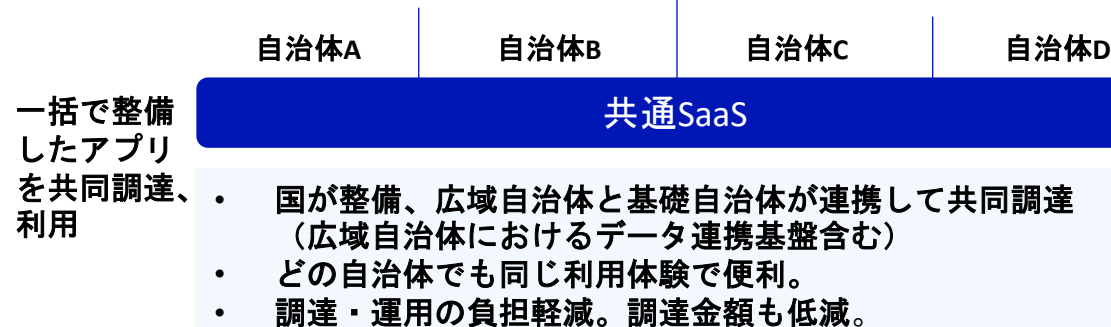 自治体A 自治体B 自治体C 自治体D
共通SaaS
一括で整備
したアプリ
を共同調達、
利用
• 国が整備、広域自治体と基礎自治体が連携して共同調達
（広域自治体におけるデータ連携基盤含む）
• どの自治体でも同じ利用体験で便利。
• 調達・運用の負担軽減。調達金額も低減。